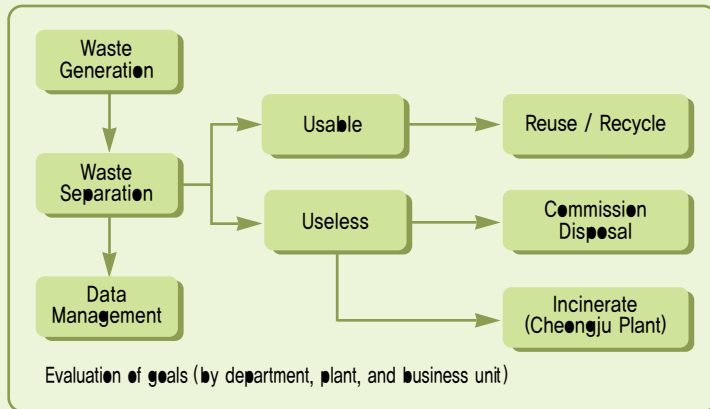 Waste
Generation
Waste
Separation
Data
Management
Usable
Useless
Reuse / Recycle
Commission
Disposal
Incinerate
(Cheongju Plant)
Evaluation of goals (by department, plant, and business unit)